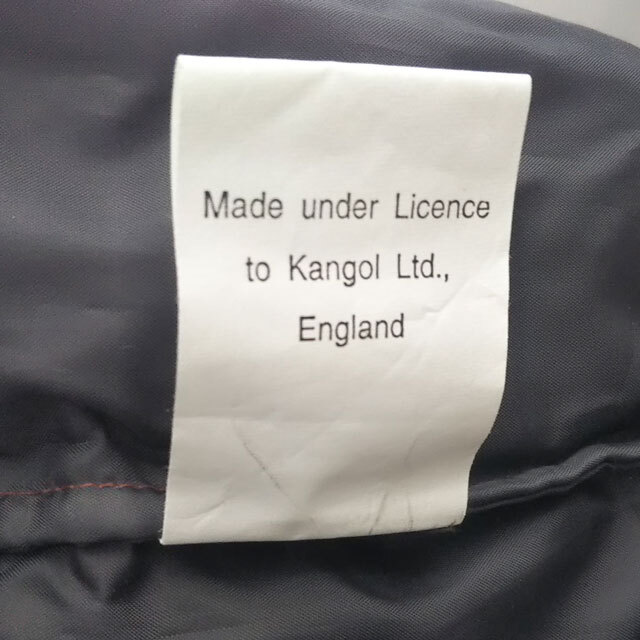 Made under Licence
to Kangol Ltd.,
England